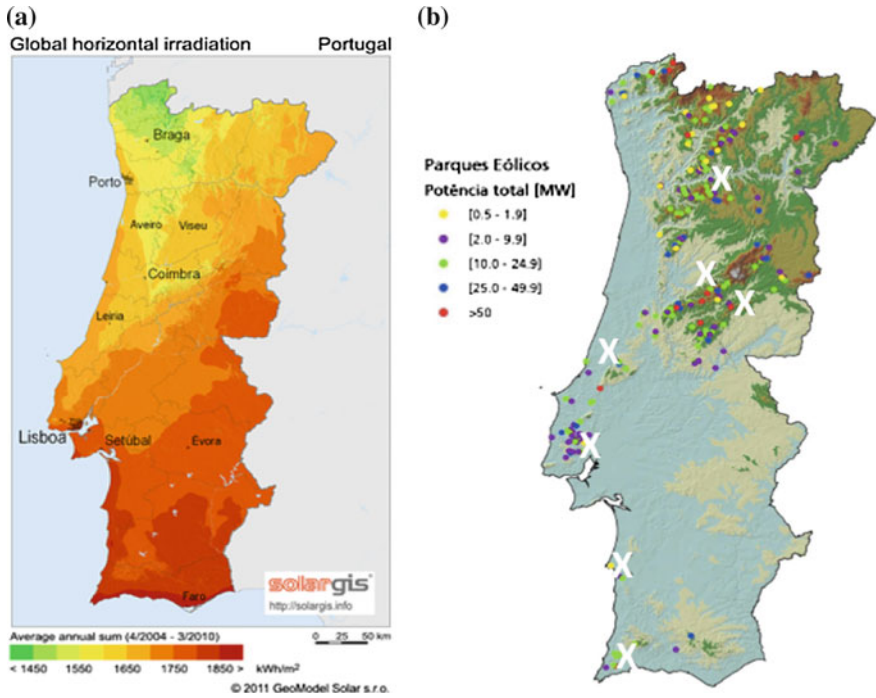 (a)
Global horizontal irradiation Portugal
Braga
Porto
Aveiro Viseu
Coimbra
Leiria
Lisboa
Setúbal Évora
Faro
solargis
http://solargis.info
Average annual sum (4/2004 - 3/2010)
0 25 50 km
< 1450 1550 1650 1750 1850 > kWh/m²
© 2011 GeoModel Solar s.r.o.
(b)
Parques Eólicos
Potência total [MW]
[0.5 - 1.9]
[2.0 - 9.9]
[10.0 - 24.9]
[25.0 - 49.9]
>50
X
X
X
X
X
X
X